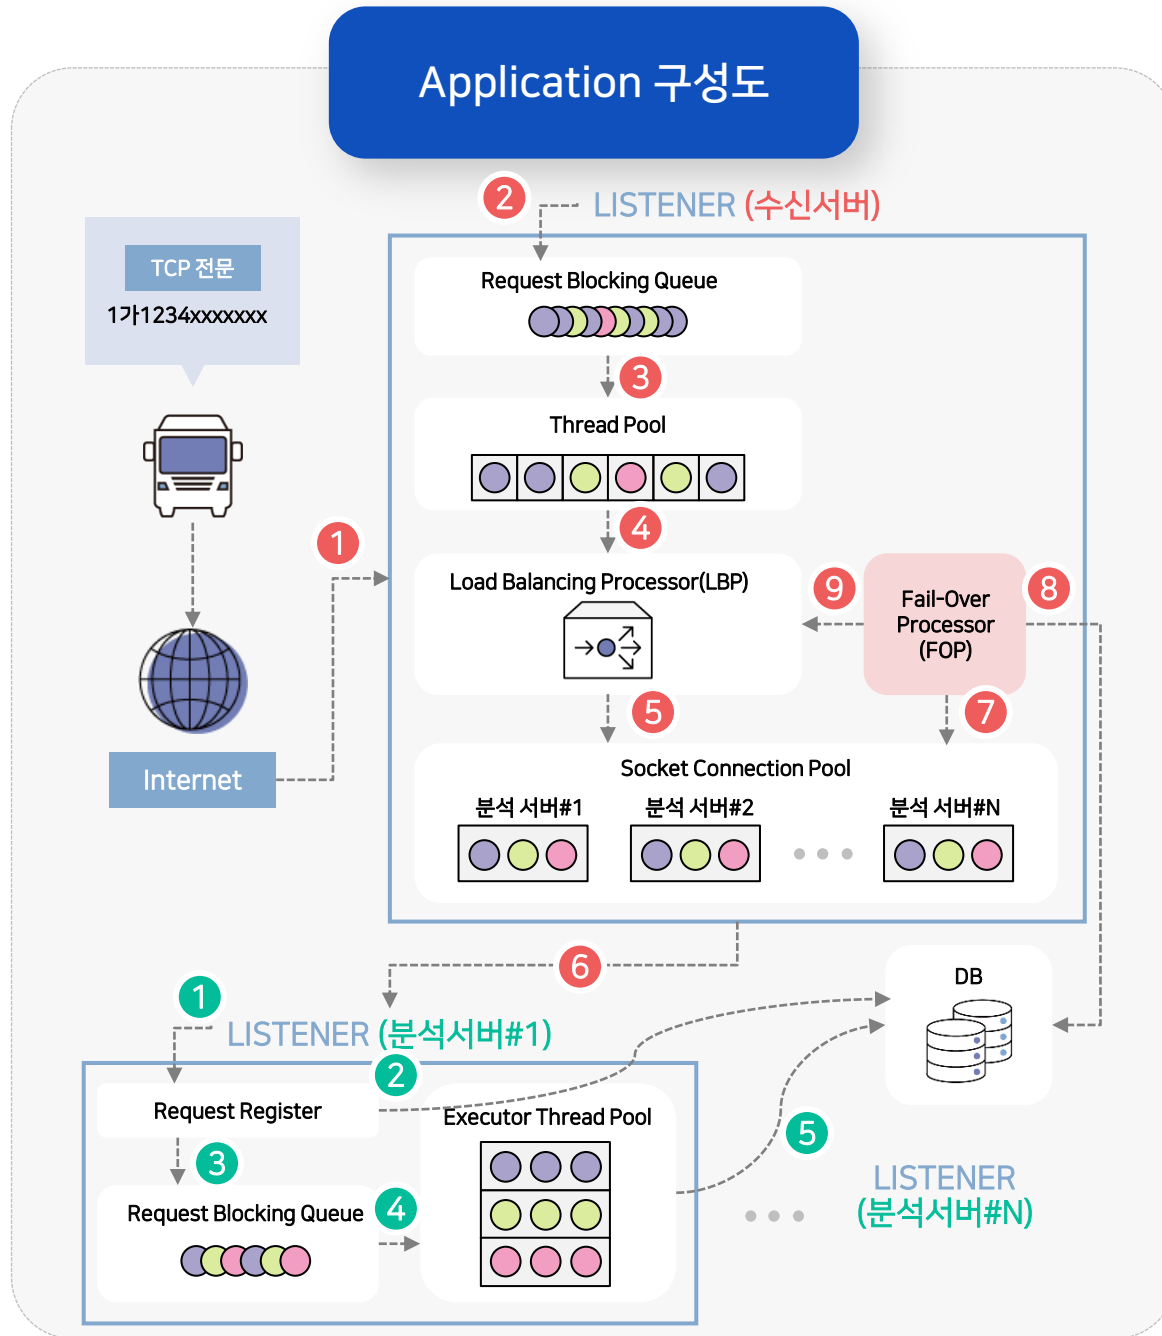 Application 구성도
2
LISTENER (수신서버)
TCP 전문
1가1234xxxxxxx
Request Blocking Queue
3
Thread Pool
4
1
Load Balancing Processor(LBP)
9
Fail-Over
Processor
(FOP)
8
5
7
Internet
Socket Connection Pool
분석 서버#1
분석 서버#2
분석 서버#N
6
DB
1
LISTENER (분석서버#1)
2
Request Register
Executor Thread Pool
3
5
Request Blocking Queue
4
LISTENER
(분석서버#N)